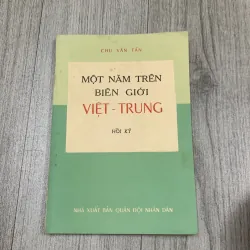 CHU VĂN TẤN
MỘT NĂM TRÊN
BIÊN GIỚI
VIỆT - TRUNG
HỒI KÝ
NHÀ XUẤT BẢN QUÂN ĐỘI NHÂN DÂN